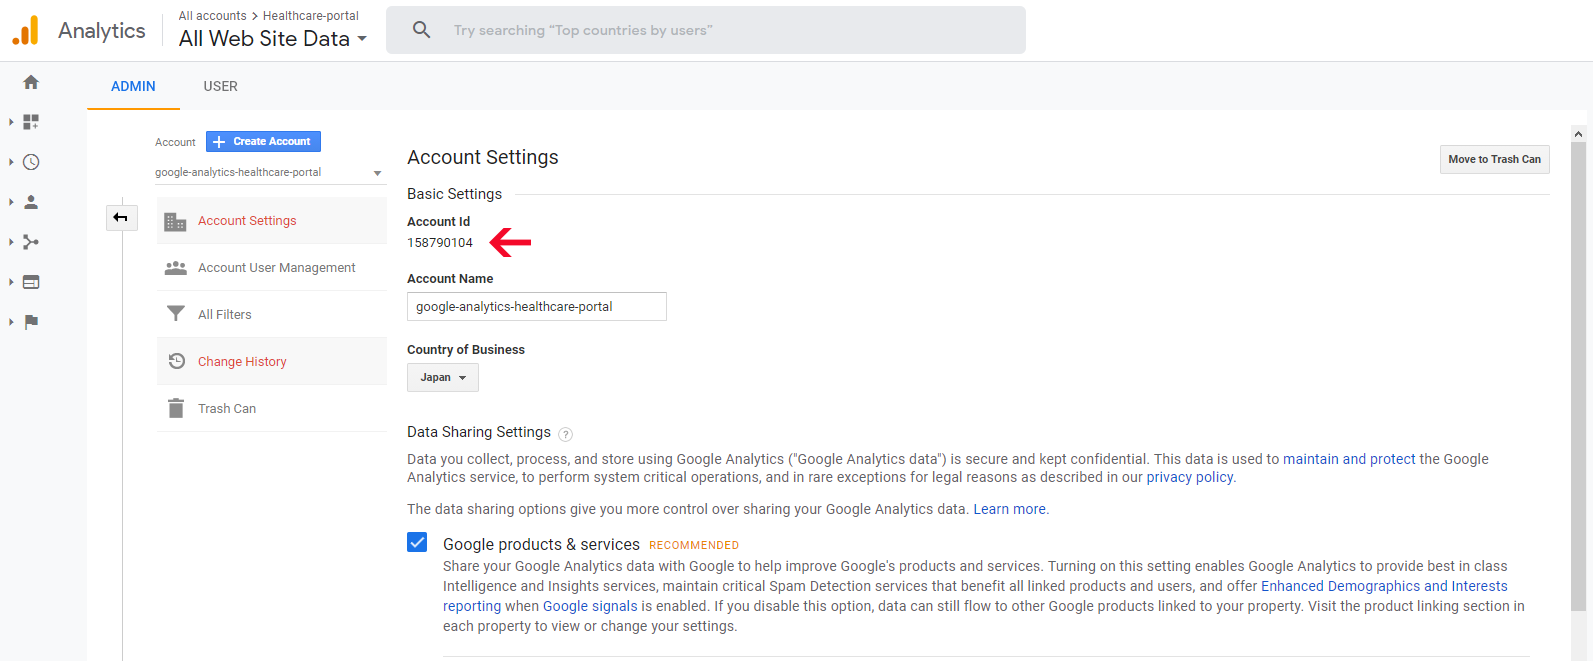 Analytics
All accounts > Healthcare-portal
All Web Site Data
Try searching “Top countries by users”
ADMIN
USER
Account
Create Account
google-analytics-healthcare-portal
Account Settings
Account User Management
All Filters
Change History
Trash Can
Account Settings
Move to Trash Can
Basic Settings
Account Id
158790104
Account Name
google-analytics-healthcare-portal
Country of Business
Japan
Data Sharing Settings ?
Data you collect, process, and store using Google Analytics ("Google Analytics data") is secure and kept confidential. This data is used to maintain and protect the Google
Analytics service, to perform system critical operations, and in rare exceptions for legal reasons as described in our privacy policy.
The data sharing options give you more control over sharing your Google Analytics data. Learn more.
Google products & services RECOMMENDED
Share your Google Analytics data with Google to help improve Google's products and services. Turning on this setting enables Google Analytics to provide best in class
Intelligence and Insights services, maintain critical Spam Detection services that benefit all linked products and users, and offer Enhanced Demographics and Interests
reporting when Google signals is enabled. If you disable this option, data can still flow to other Google products linked to your property. Visit the product linking section in
each property to view or change your settings.